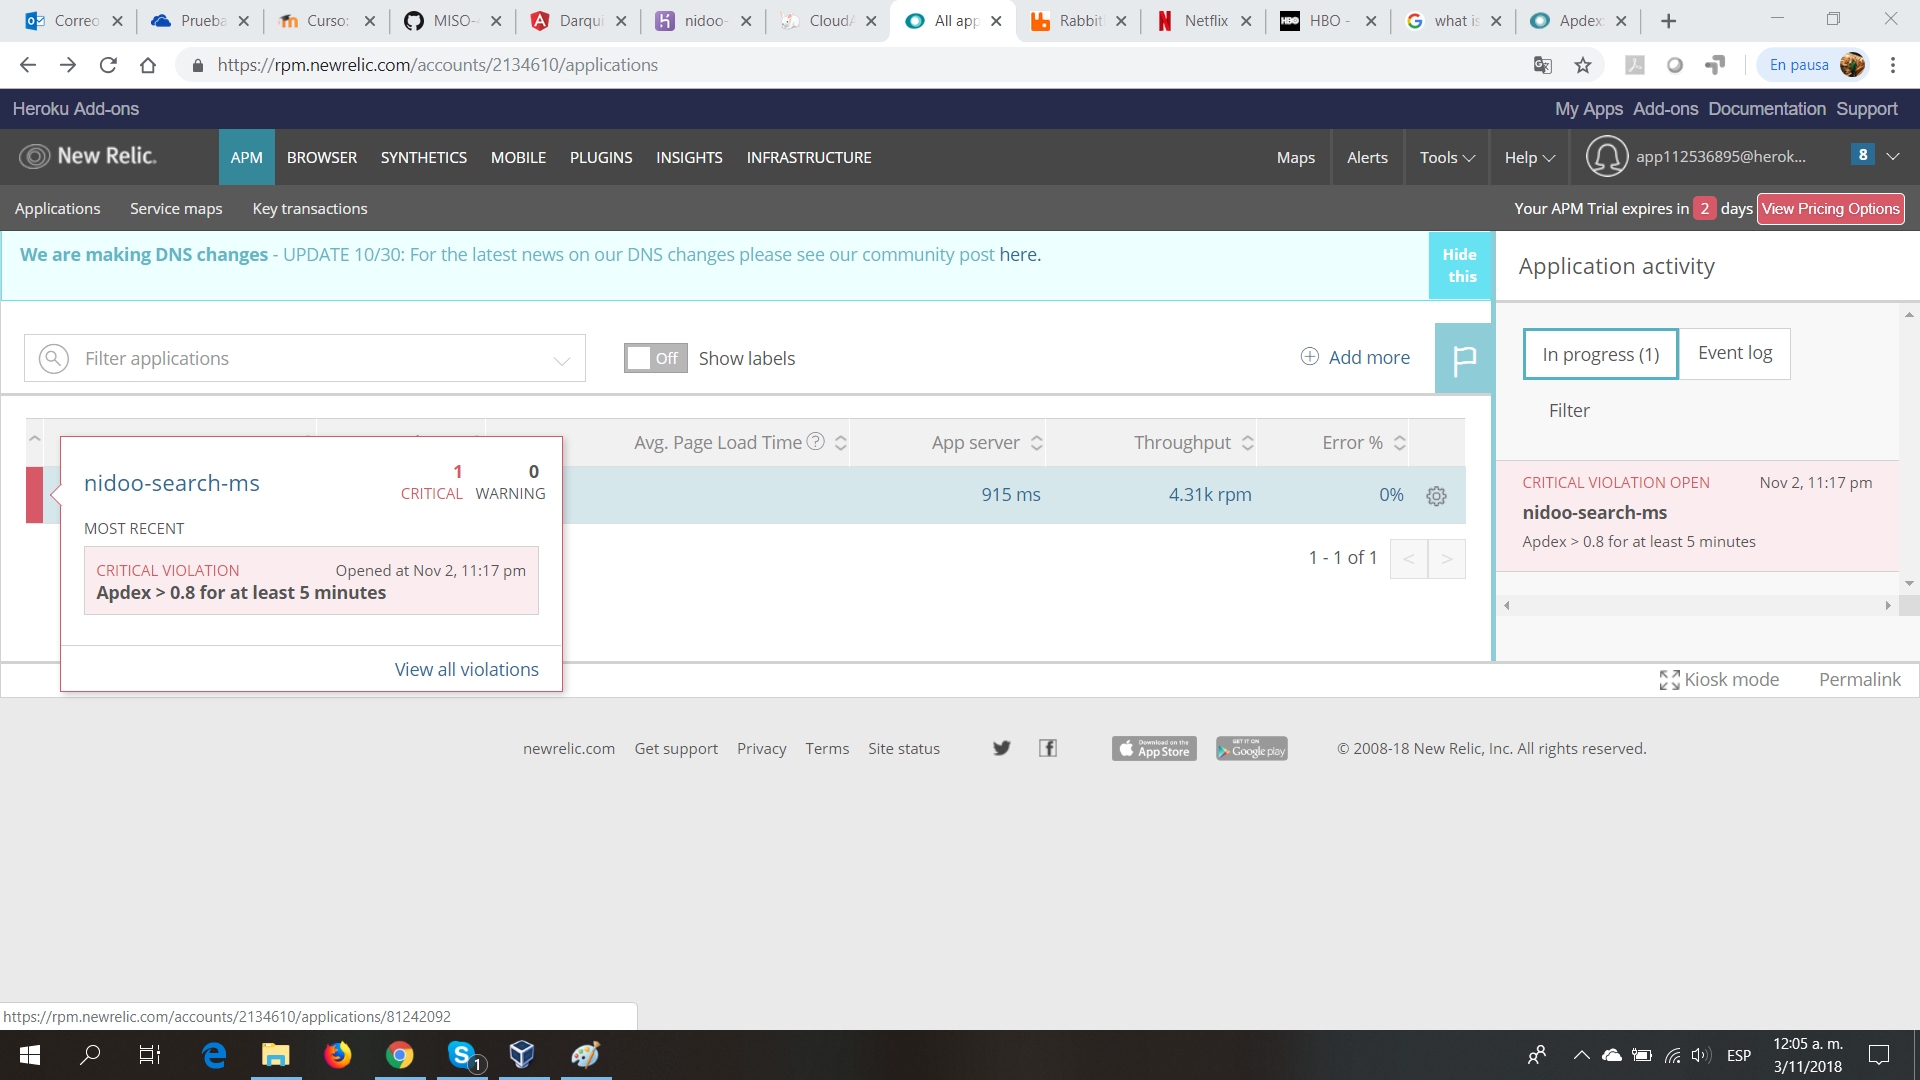 Correo
Prueba
Curso:
MISO-
Darqui
nidoo-
CloudA
All app
Rabbit
Netflix
HBO -
what is
Apdex
https://rpm.newrelic.com/accounts/2134610/applications
En pausa
Heroku Add-ons
My Apps Add-ons Documentation Support
New Relic.
APM BROWSER SYNTHETICS MOBILE PLUGINS INSIGHTS INFRASTRUCTURE
Maps Alerts Tools Help app112536895@herok... 8
Applications Service maps Key transactions
Your APM Trial expires in 2 days View Pricing Options
We are making DNS changes - UPDATE 10/30: For the latest news on our DNS changes please see our community post here.
Hide
this
Application activity
Filter applications
Off Show labels
Add more
In progress (1) Event log
Filter
Avg. Page Load Time ? App server Throughput Error %
915 ms 4.31k rpm 0%
1 - 1 of 1 < >
nidoo-search-ms
1 0
CRITICAL WARNING
MOST RECENT
CRITICAL VIOLATION Opened at Nov 2, 11:17 pm
Apdex > 0.8 for at least 5 minutes
View all violations
CRITICAL VIOLATION OPEN Nov 2, 11:17 pm
nidoo-search-ms
Apdex > 0.8 for at least 5 minutes
Kiosk mode Permalink
newrelic.com Get support Privacy Terms Site status
Download on the
App Store
GET IT ON
Google play
© 2008-18 New Relic, Inc. All rights reserved.
https://rpm.newrelic.com/accounts/2134610/applications/81242092
1
ESP
12:05 a. m.
3/11/2018